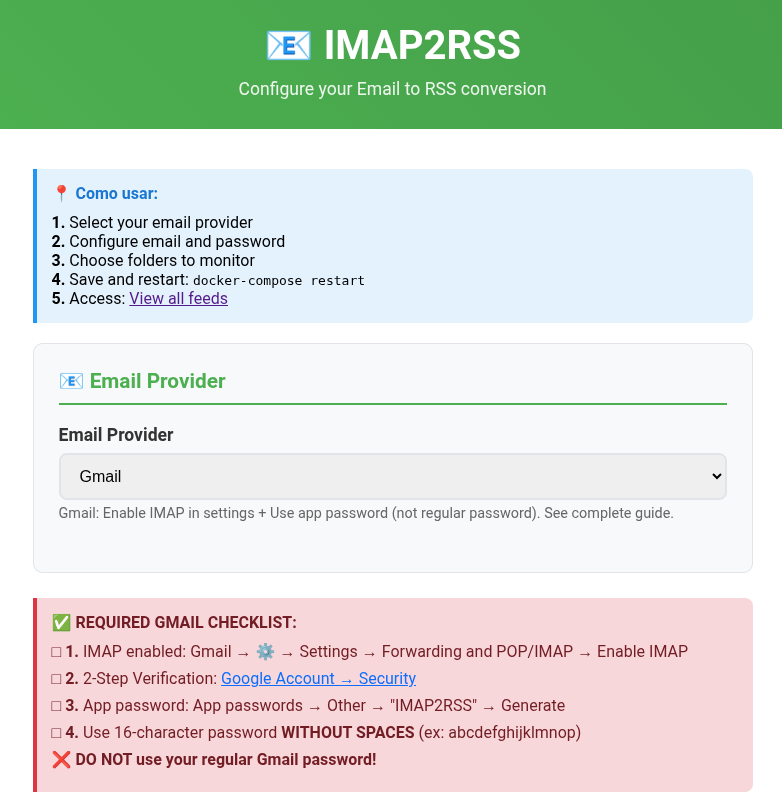 📧 IMAP2RSS
Configure your Email to RSS conversion
📍 Como usar:
1. Select your email provider
2. Configure email and password
3. Choose folders to monitor
4. Save and restart: docker-compose restart
5. Access: View all feeds
📧 Email Provider
Email Provider
Gmail
Gmail: Enable IMAP in settings + Use app password (not regular password). See complete guide.
✅ REQUIRED GMAIL CHECKLIST:
□ 1. IMAP enabled: Gmail → ⚙️ → Settings → Forwarding and POP/IMAP → Enable IMAP
□ 2. 2-Step Verification: Google Account → Security
□ 3. App password: App passwords → Other → "IMAP2RSS" → Generate
□ 4. Use 16-character password WITHOUT SPACES (ex: abcdefghijklmnop)
❌ DO NOT use your regular Gmail password!